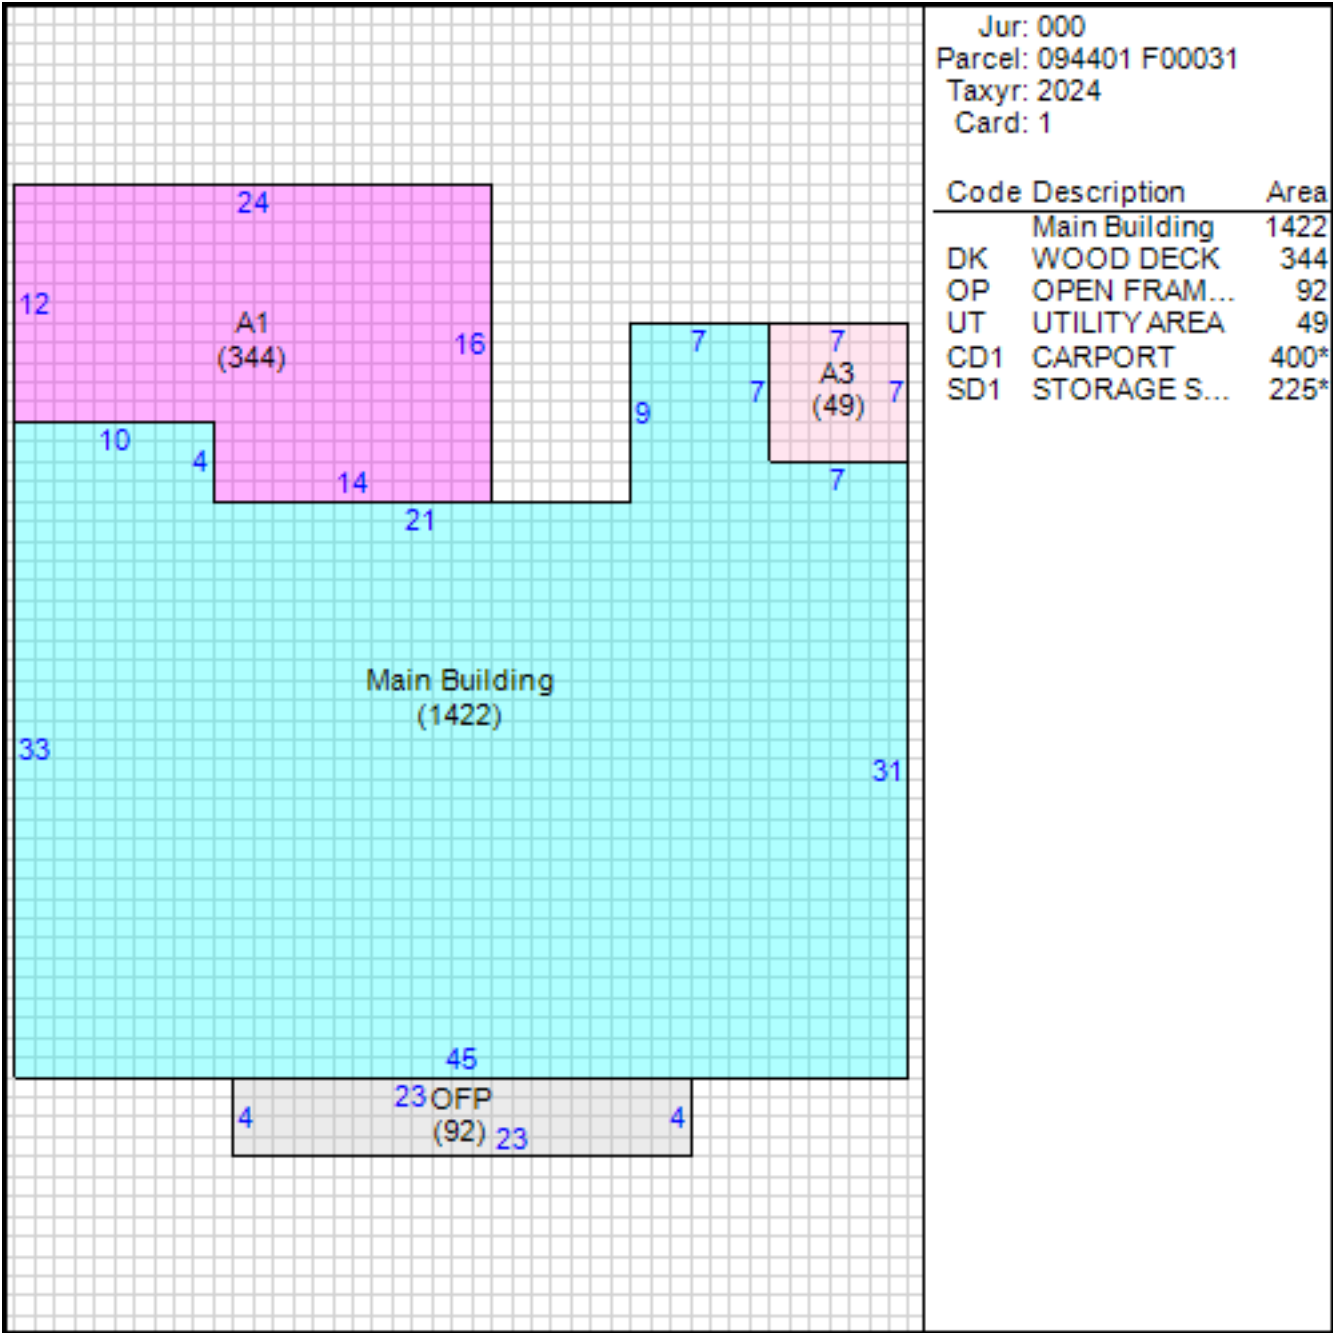 Jur: 000
Parcel: 094401 F00031
Taxyr: 2024
Card: 1
Code Description Area
Main Building 1422
DK WOOD DECK 344
OP OPEN FRAM... 92
UT UTILITY AREA 49
CD1 CARPORT 400*
SD1 STORAGE S... 225*
24
12
A1
(344)
16
10
4
14
21
7
7
9
7
A3
(49)
7
7
Main Building
(1422)
33
31
45
23 OFP
4
4
(92) 23